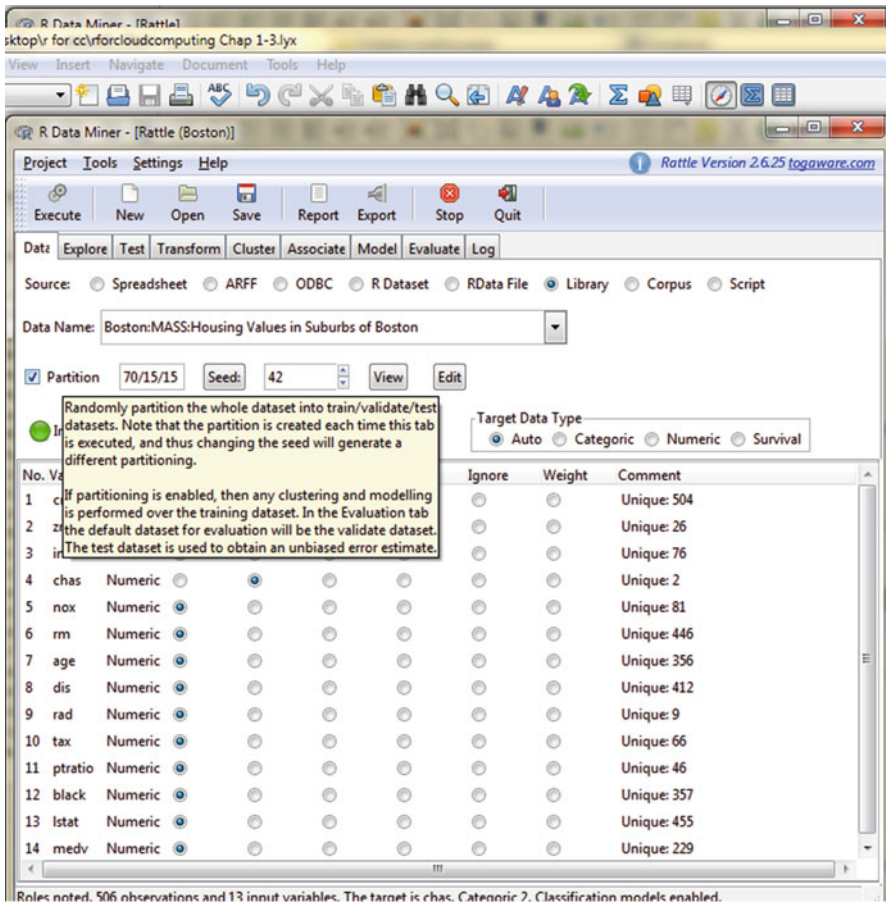 R Data Miner - [Rattle]
sktop\r for cc\rforcloudcomputing Chap 1-3.lyx
View Insert Navigate Document Tools Help
ABC
R Data Miner - [Rattle (Boston)]
Project Tools Settings Help
Rattle Version 2.6.25 togaware.com
Execute New Open Save Report Export Stop Quit
Data Explore Test Transform Cluster Associate Model Evaluate Log
Source: Spreadsheet ARFF ODBC R Dataset RData File Library Corpus Script
Data Name: Boston:MASS:Housing Values in Suburbs of Boston
Partition 70/15/15 Seed: 42 View Edit
Randomly partition the whole dataset into train/validate/test
datasets. Note that the partition is created each time this tab
is executed, and thus changing the seed will generate a
different partitioning.
If partitioning is enabled, then any clustering and modelling
is performed over the training dataset. In the Evaluation tab
the default dataset for evaluation will be the validate dataset.
The test dataset is used to obtain an unbiased error estimate.
Target Data Type
Auto Categoric Numeric Survival
No. Ignore Weight Comment
1 Unique: 504
2 Unique: 26
3 Unique: 76
4 chas Numeric Unique: 2
5 nox Numeric Unique: 81
6 rm Numeric Unique: 446
7 age Numeric Unique: 356
8 dis Numeric Unique: 412
9 rad Numeric Unique: 9
10 tax Numeric Unique: 66
11 ptratio Numeric Unique: 46
12 black Numeric Unique: 357
13 lstat Numeric Unique: 455
14 medv Numeric Unique: 229
Roles noted. 506 observations and 13 input variables. The target is chas. Categoric 2. Classification models enabled.